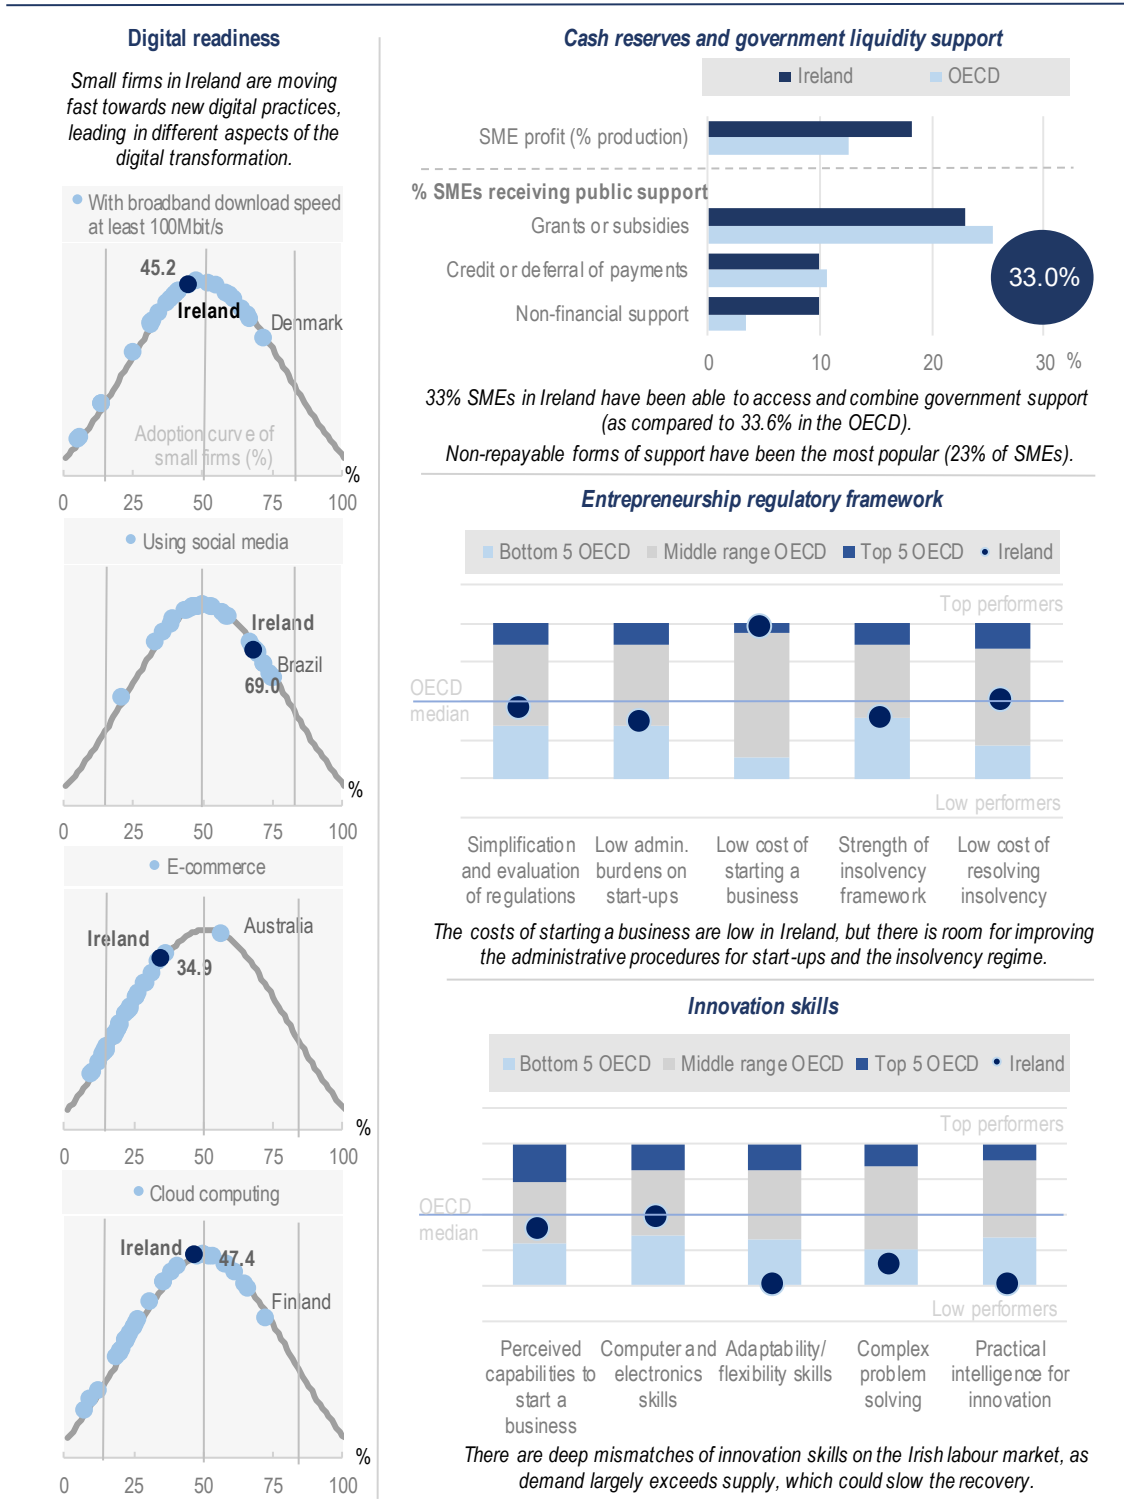 Digital readiness
Small firms in Ireland are moving
fast towards new digital practices,
leading in different aspects of the
digital transformation.
With broadband download speed
at least 100Mbit/s
45.2
Ireland
Denmark
Adoption curve of
small firms (%)
%
0 25 50 75 100
Using social media
Ireland
Brazil
69.0
%
0 25 50 75 100
E-commerce
Ireland
Australia
34.9
%
0 25 50 75 100
Cloud computing
Ireland
47.4
Finland
%
0 25 50 75 100
Cash reserves and government liquidity support
Ireland OECD
SME profit (% production)
% SMEs receiving public support
Grants or subsidies
Credit or deferral of payments
33.0%
Non-financial support
0 10 20 30 %
33% SMEs in Ireland have been able to access and combine government support
(as compared to 33.6% in the OECD).
Non-repayable forms of support have been the most popular (23% of SMEs).
Entrepreneurship regulatory framework
Bottom 5 OECD Middle range OECD Top 5 OECD Ireland
Top performers
OECD
median
Low performers
Simplification
and evaluation
of regulations
Low admin.
burdens on
start-ups
Low cost of
starting a
business
Strength of
insolvency
framework
Low cost of
resolving
insolvency
The costs of starting a business are low in Ireland, but there is room for improving
the administrative procedures for start-ups and the insolvency regime.
Innovation skills
Bottom 5 OECD Middle range OECD Top 5 OECD Ireland
Top performers
OECD
median
Low performers
Perceived
capabilities to
start a
business
Computer and
electronics
skills
Adaptability/
flexibility skills
Complex
problem
solving
Practical
intelligence for
innovation
There are deep mismatches of innovation skills on the Irish labour market, as
demand largely exceeds supply, which could slow the recovery.